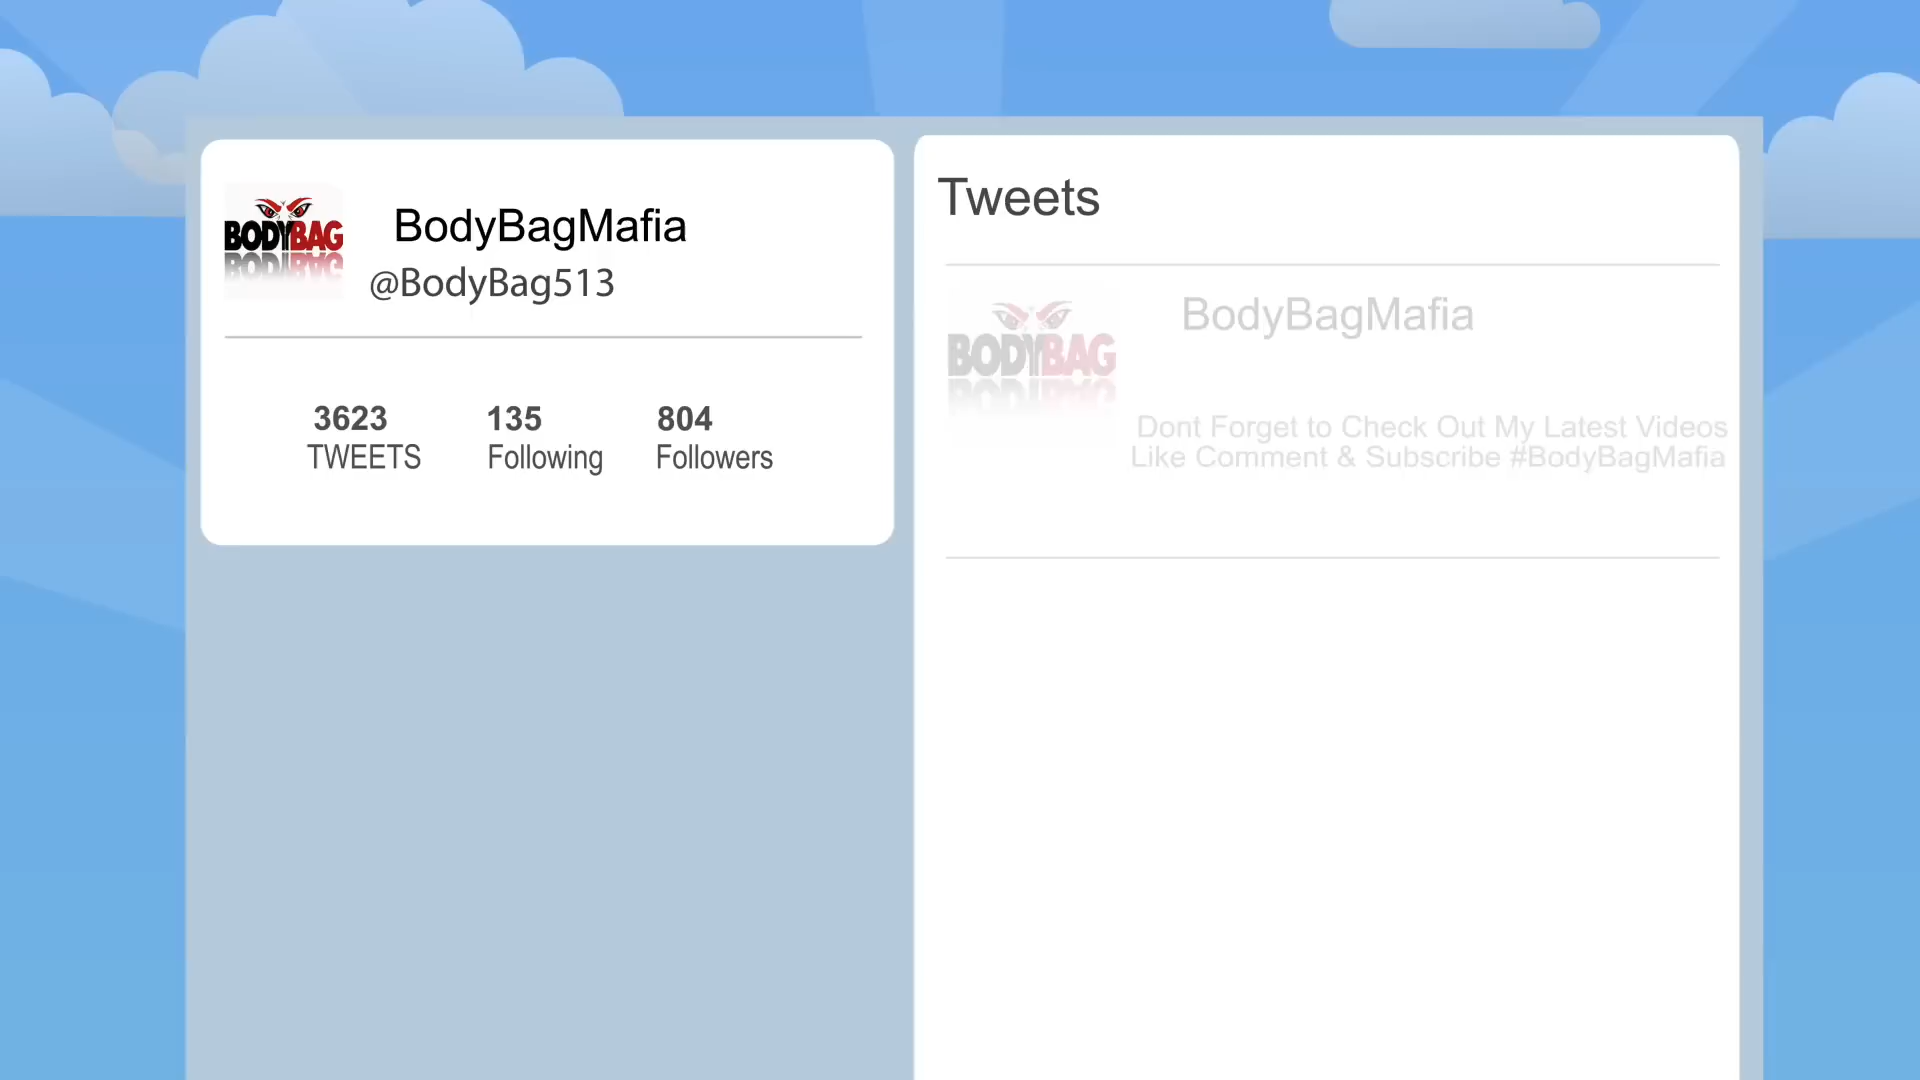 BODYBAG
BodyBagMafia
@BodyBag513
3623
TWEETS
135
Following
804
Followers
Tweets
BODYBAG
BodyBagMafia
Dont Forget to Check Out My Latest Videos
Like Comment & Subscribe #BodyBagMafia